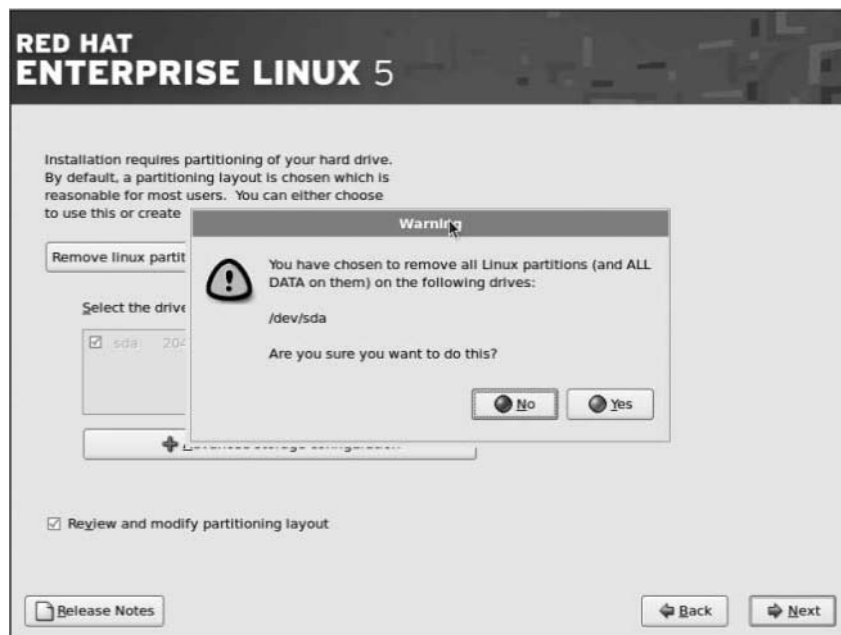 RED HAT
ENTERPRISE LINUX 5
Installation requires partitioning of your hard drive.
By default, a partitioning layout is chosen which is
reasonable for most users. You can either choose
to use this or create
Warning
Remove linux partit
You have chosen to remove all Linux partitions (and ALL
DATA on them) on the following drives:
/dev/sda
Are you sure you want to do this?
Select the drive
sda 204
No Yes
Review and modify partitioning layout
Release Notes
Back Next